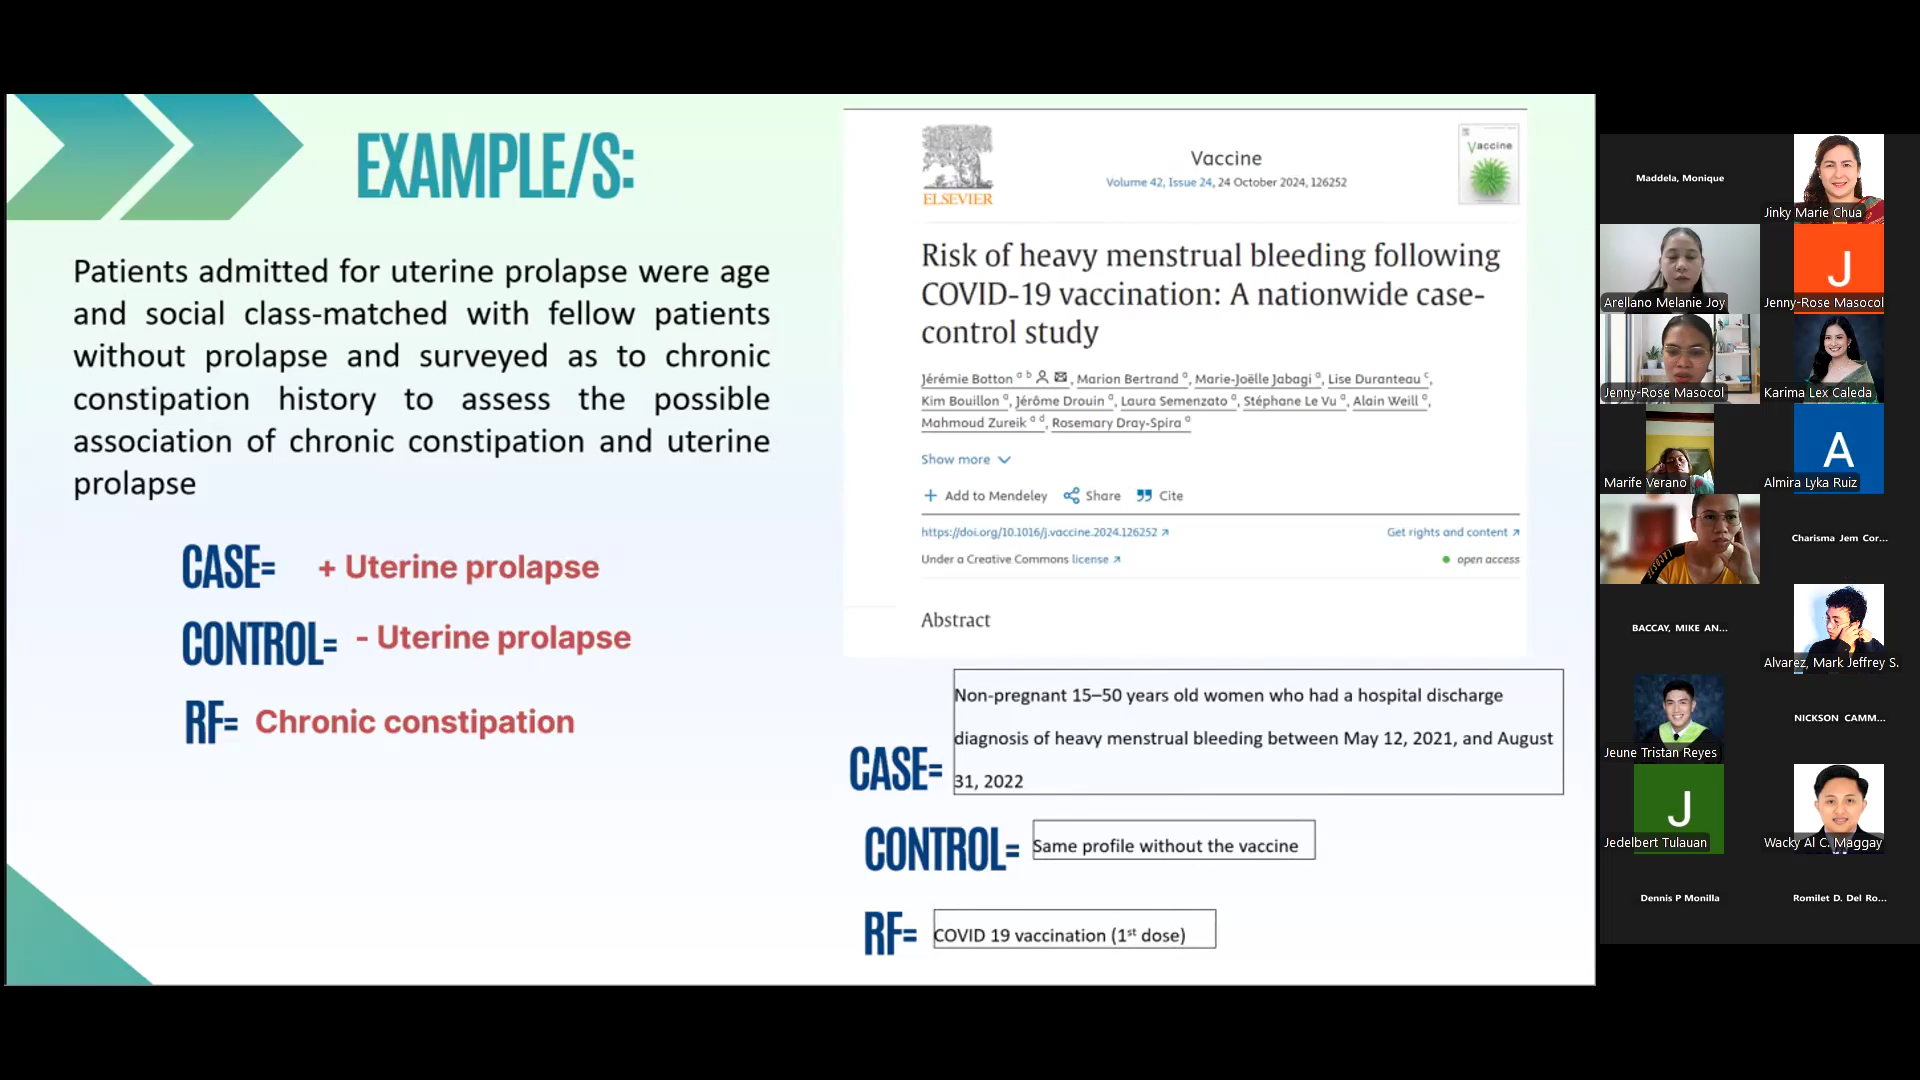 EXAMPLE/S:
Patients admitted for uterine prolapse were age
and social class-matched with fellow patients
without prolapse and surveyed as to chronic
constipation history to assess the possible
association of chronic constipation and uterine
prolapse
CASE= + Uterine prolapse
CONTROL= - Uterine prolapse
RF= Chronic constipation
ELSEVIER
Vaccine
Volume 42, Issue 24, 24 October 2024, 126252
Vaccine
Risk of heavy menstrual bleeding following
COVID-19 vaccination: A nationwide case-
control study
Jérémie Botton a b, Marion Bertrand a, Marie-Joëlle Jabagi a, Lise Duranteau c,
Kim Bouillon a, Jérôme Drouin a, Laura Semenzato a, Stéphane Le Vu a, Alain Weill a,
Mahmoud Zureik a d, Rosemary Dray-Spira a
Show more
+ Add to Mendeley Share Cite
https://doi.org/10.1016/j.vaccine.2024.126252 ↗ Get rights and content ↗
Under a Creative Commons license ↗ open access
Abstract
Non-pregnant 15–50 years old women who had a hospital discharge
diagnosis of heavy menstrual bleeding between May 12, 2021, and August
31, 2022
CASE=
CONTROL= Same profile without the vaccine
RF= COVID 19 vaccination (1st dose)
Maddela, Monique
Jinky Marie Chua
Arellano Melanie Joy
J
Jenny-Rose Masocol
Jenny-Rose Masocol
Karima Lex Caleda
Marife Verano
A
Almira Lyka Ruiz
Charisma Jem Cor...
BACCAY, MIKE AN...
Alvarez, Mark Jeffrey S.
Jeune Tristan Reyes
NICKSON CAMM...
J
Jedelbert Tulauan
Wacky Al C. Maggay
Dennis P Monilla
Romilet D. Del Ro...